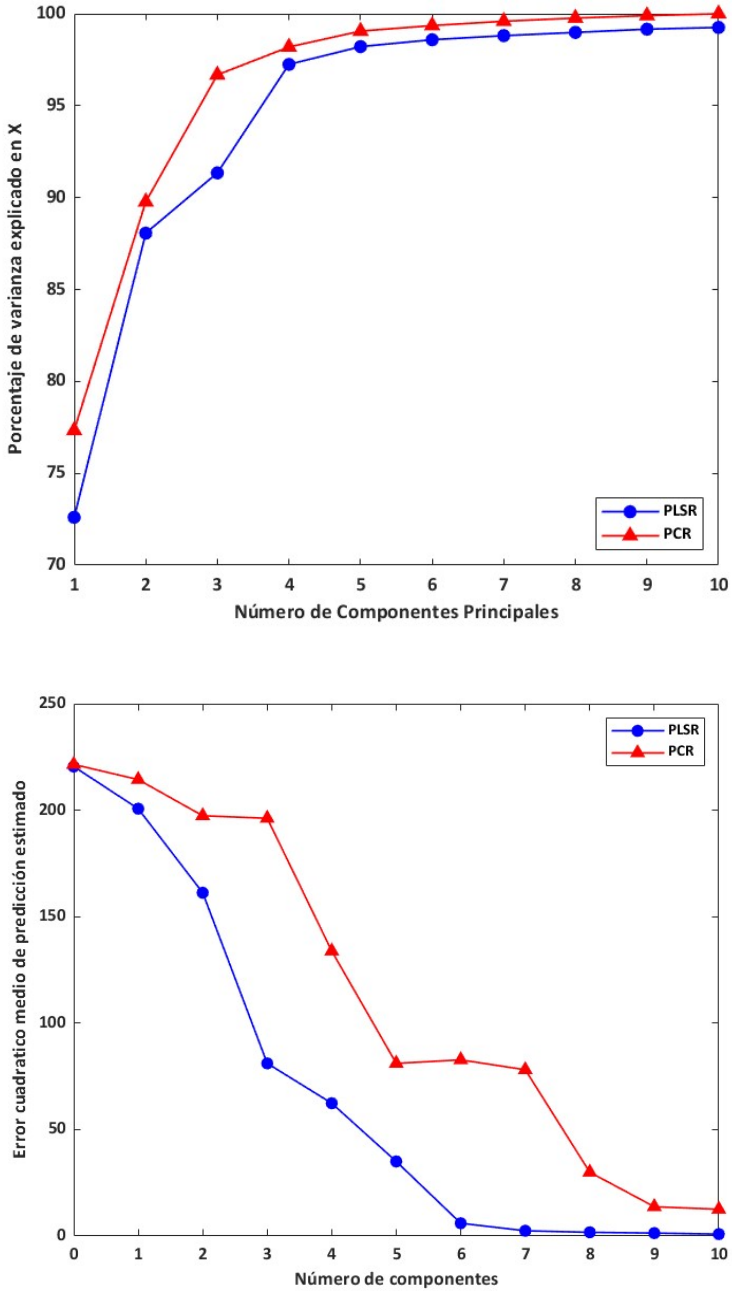 100
95
90
85
80
75
70
Porcentaje de varianza explicado en X
PLSR
PCR
1 2 3 4 5 6 7 8 9 10
Número de Componentes Principales
250
200
150
100
50
0
Error cuadratico medio de predicción estimado
PLSR
PCR
0 1 2 3 4 5 6 7 8 9 10
Número de componentes